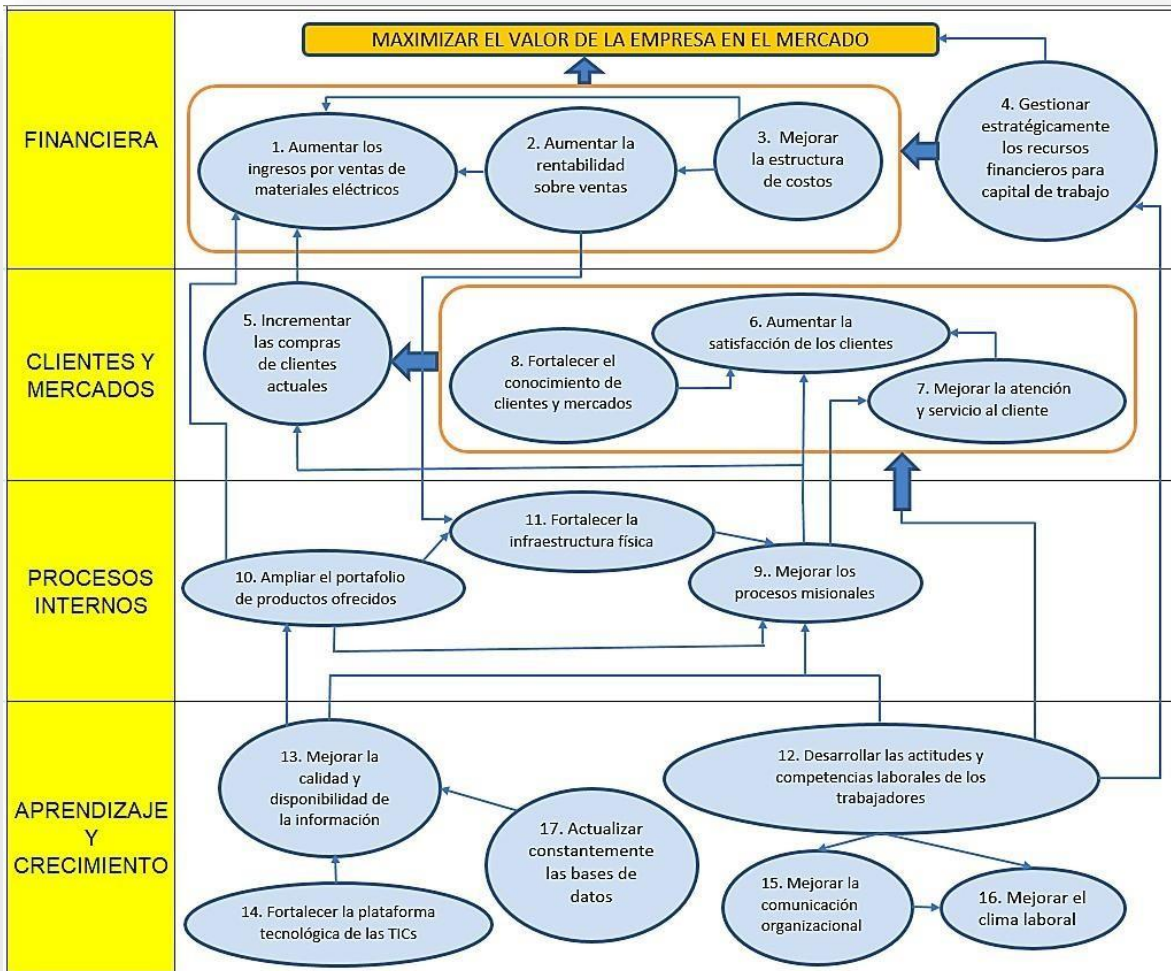 MAXIMIZAR EL VALOR DE LA EMPRESA EN EL MERCADO
FINANCIERA
1. Aumentar los
ingresos por ventas de
materiales eléctricos
2. Aumentar la
rentabilidad
sobre ventas
3. Mejorar
la estructura
de costos
4. Gestionar
estratégicamente
los recursos
financieros para
capital de trabajo
CLIENTES Y
MERCADOS
5. Incrementar
las compras
de clientes
actuales
8. Fortalecer el
conocimiento de
clientes y mercados
6. Aumentar la
satisfacción de los clientes
7. Mejorar la atención
y servicio al cliente
PROCESOS
INTERNOS
10. Ampliar el portafolio
de productos ofrecidos
11. Fortalecer la
infraestructura física
9.. Mejorar los
procesos misionales
APRENDIZAJE
Y
CRECIMIENTO
13. Mejorar la
calidad y
disponibilidad de
la información
17. Actualizar
constantemente
las bases de
datos
14. Fortalecer la plataforma
tecnológica de las TICs
12. Desarrollar las actitudes y
competencias laborales de los
trabajadores
15. Mejorar la
comunicación
organizacional
16. Mejorar el
clima laboral